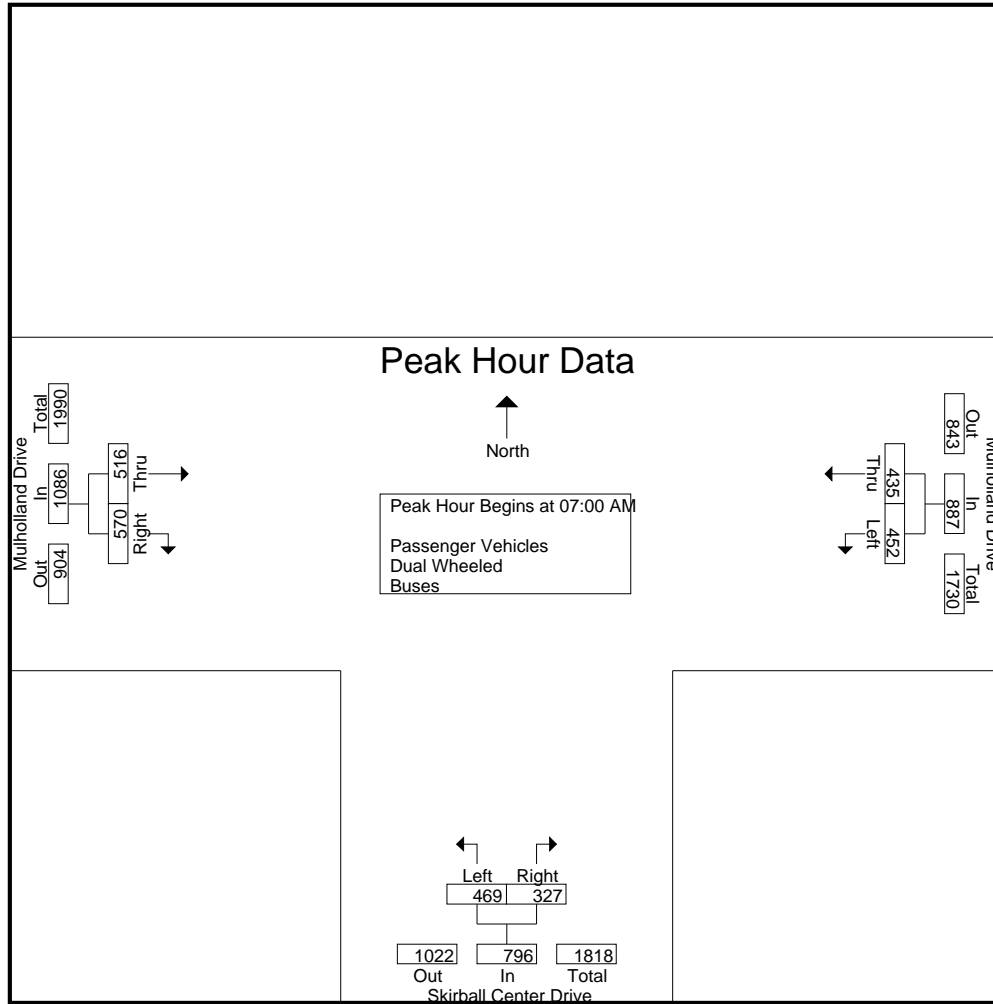 Peak Hour Data
North
Peak Hour Begins at 07:00 AM
Passenger Vehicles
Dual Wheeled
Buses
Mulholland Drive
Total
1990
In
1086
Out
904
516
Thru
570
Right
Mulholland Drive
Out
843
In
887
Total
1730
435
Thru
452
Left
Left
Right
469
327
1022
796
1818
Out
In
Total
Skirball Center Drive